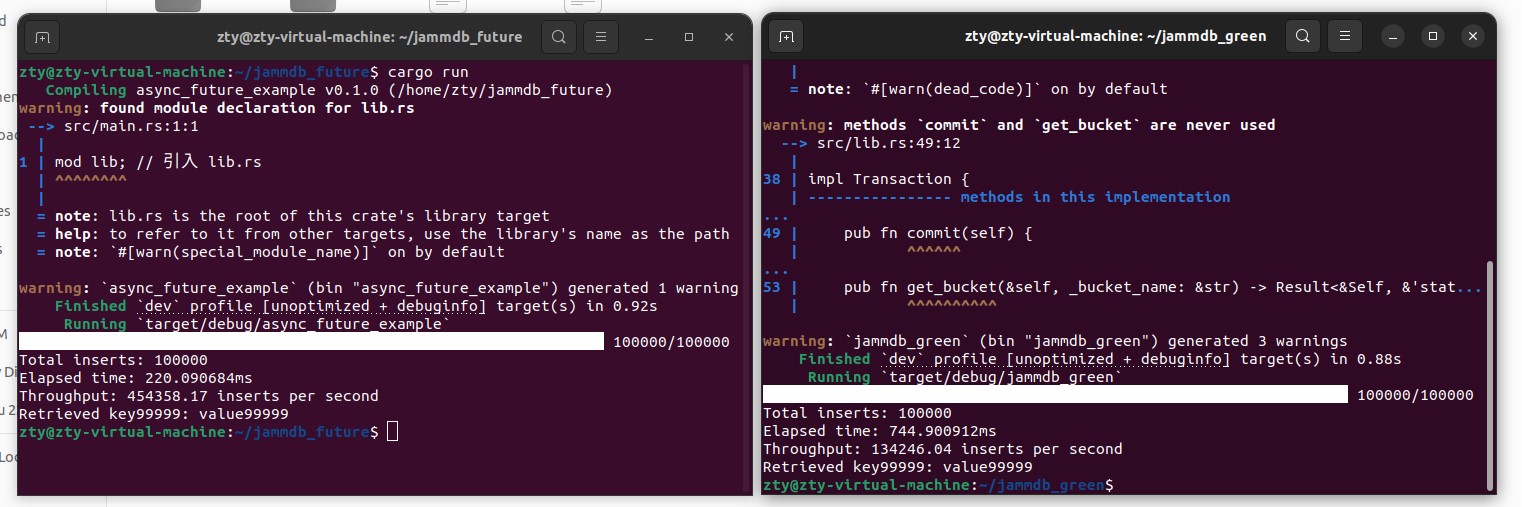 zty@zty-virtual-machine: ~/jammdb_future
zty@zty-virtual-machine:~/jammdb_future$ cargo run
Compiling async_future_example v0.1.0 (/home/zty/jammdb_future)
warning: found module declaration for lib.rs
--> src/main.rs:1:1
|
1 | mod lib; // 引入 lib.rs
| ^^^^^^^^
|
= note: lib.rs is the root of this crate's library target
= help: to refer to it from other targets, use the library's name as the path
= note: `#[warn(special_module_name)]` on by default
warning: `async_future_example` (bin "async_future_example") generated 1 warning
Finished `dev` profile [unoptimized + debuginfo] target(s) in 0.92s
Running `target/debug/async_future_example`
100000/100000
Total inserts: 100000
Elapsed time: 220.090684ms
Throughput: 454358.17 inserts per second
Retrieved key99999: value99999
zty@zty-virtual-machine:~/jammdb_future$
zty@zty-virtual-machine: ~/jammdb_green
|
= note: `#[warn(dead_code)]` on by default
warning: methods `commit` and `get_bucket` are never used
--> src/lib.rs:49:12
|
38 | impl Transaction {
| ---------------- methods in this implementation
...
49 | pub fn commit(self) {
| ^^^^^^
...
53 | pub fn get_bucket(&self, _bucket_name: &str) -> Result<&Self, &'stat...
| ^^^^^^^^^^
warning: `jammdb_green` (bin "jammdb_green") generated 3 warnings
Finished `dev` profile [unoptimized + debuginfo] target(s) in 0.88s
Running `target/debug/jammdb_green`
100000/100000
Total inserts: 100000
Elapsed time: 744.900912ms
Throughput: 134246.04 inserts per second
Retrieved key99999: value99999
zty@zty-virtual-machine:~/jammdb_green$